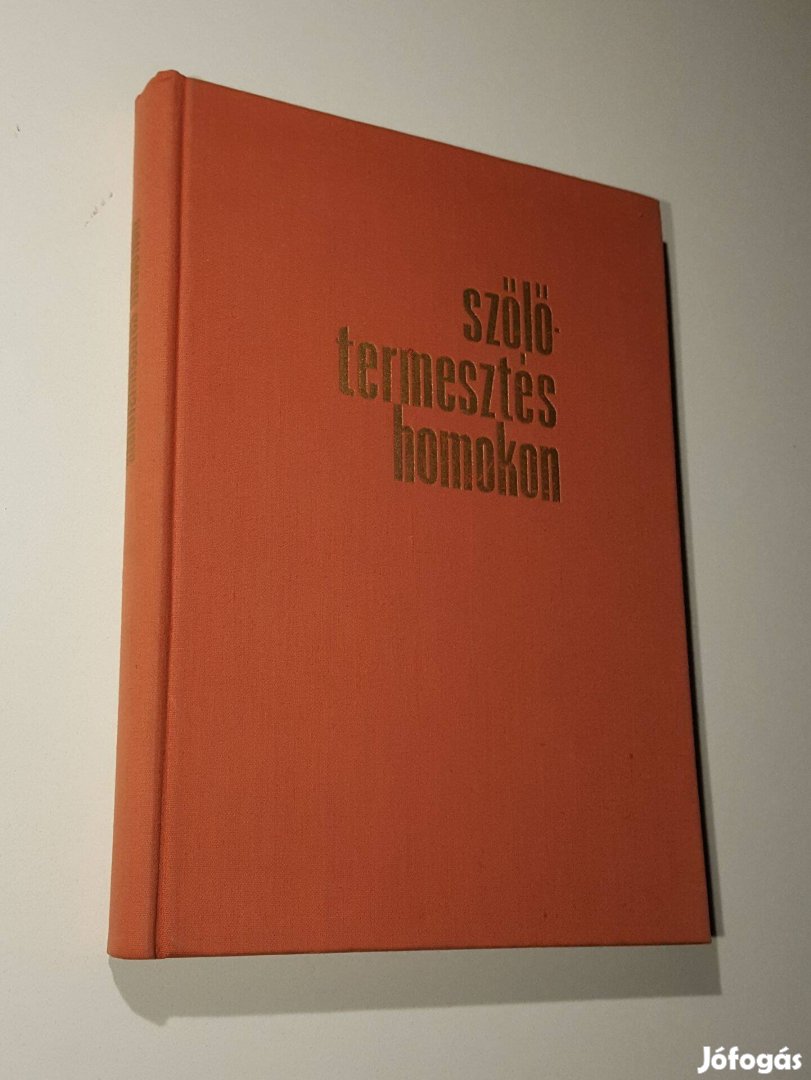 szőlő-
termesztés
homokon
Jófogás